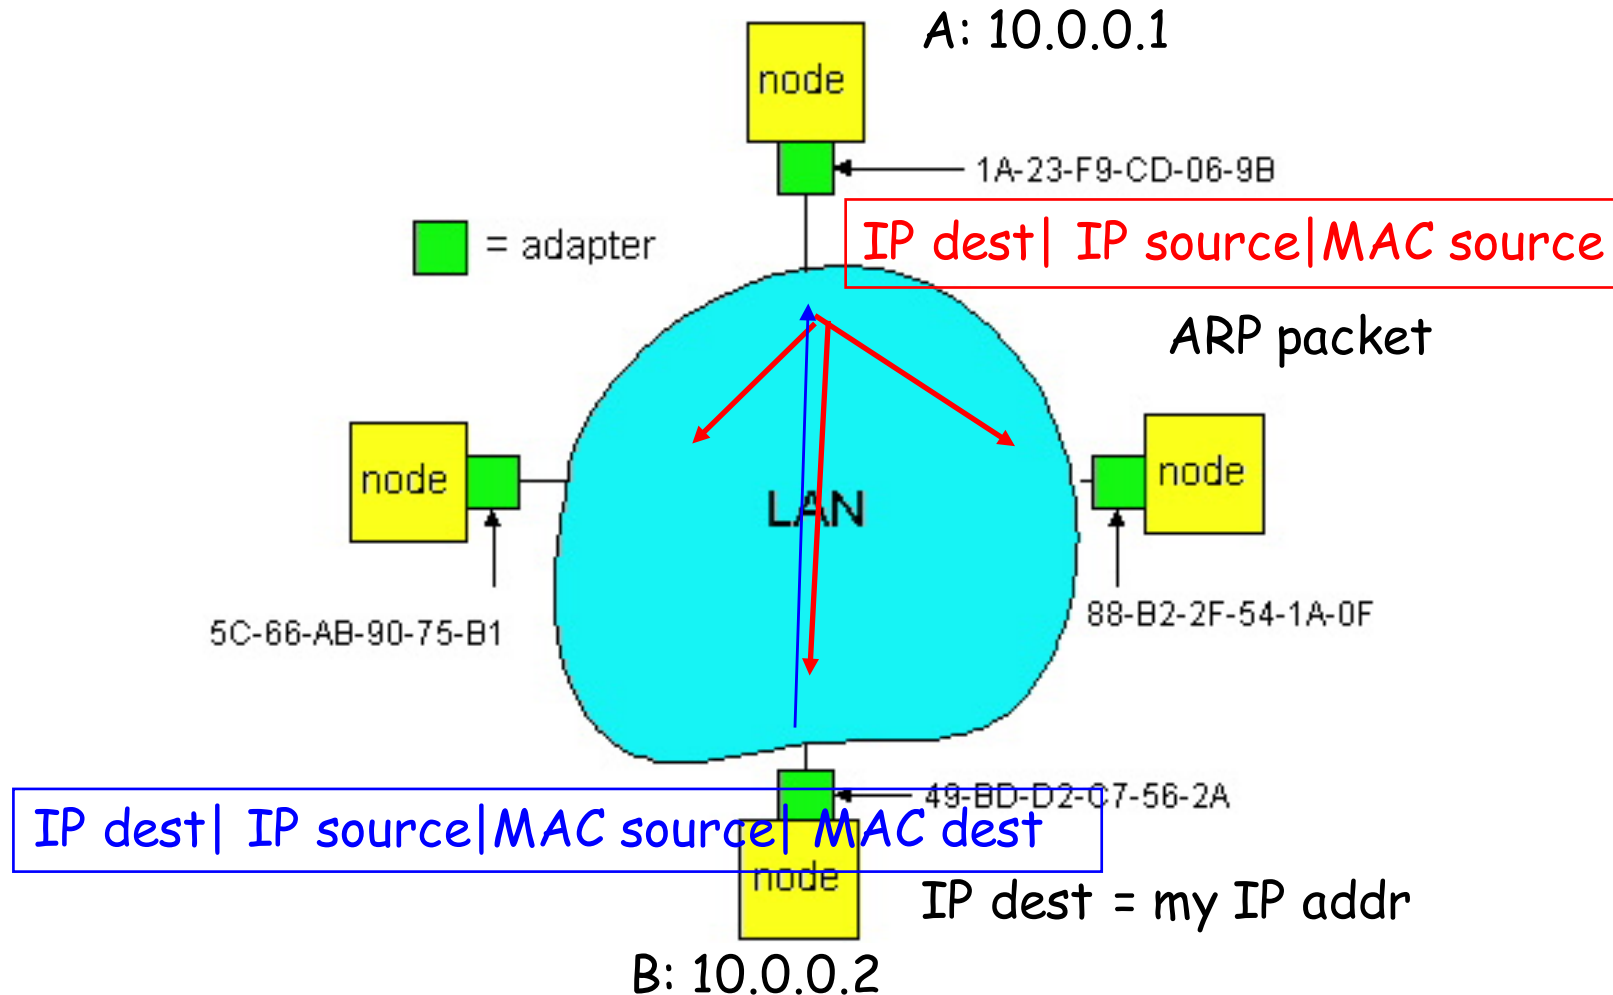 A: 10.0.0.1
node
1A-23-F9-CD-06-9B
= adapter
IP dest| IP source|MAC source
ARP packet
node
node
LAN
5C-66-AB-90-75-B1
88-B2-2F-54-1A-0F
49-BD-D2-C7-56-2A
IP dest| IP source|MAC source| MAC dest
node
IP dest = my IP addr
B: 10.0.0.2